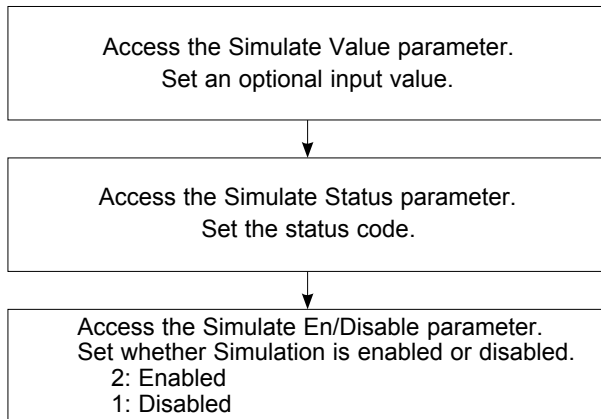 Access the Simulate Value parameter.
Set an optional input value.
Access the Simulate Status parameter.
Set the status code.
Access the Simulate En/Disable parameter.
Set whether Simulation is enabled or disabled.
2: Enabled
1: Disabled